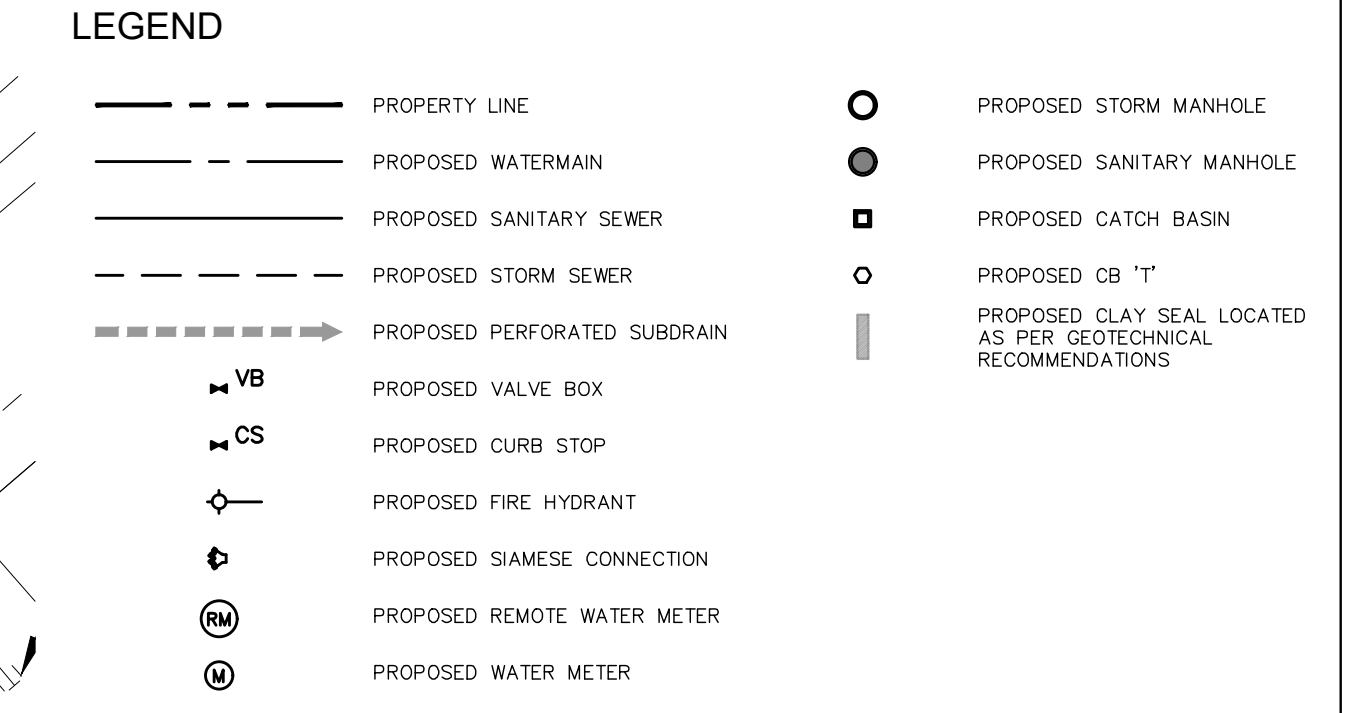 LEGEND
PROPERTY LINE
PROPOSED WATERMAIN
PROPOSED SANITARY SEWER
PROPOSED STORM SEWER
PROPOSED PERFORATED SUBDRAIN
VB PROPOSED VALVE BOX
CS PROPOSED CURB STOP
PROPOSED FIRE HYDRANT
PROPOSED SIAMESE CONNECTION
RM PROPOSED REMOTE WATER METER
M PROPOSED WATER METER
PROPOSED STORM MANHOLE
PROPOSED SANITARY MANHOLE
PROPOSED CATCH BASIN
PROPOSED CB 'T'
PROPOSED CLAY SEAL LOCATED
AS PER GEOTECHNICAL
RECOMMENDATIONS